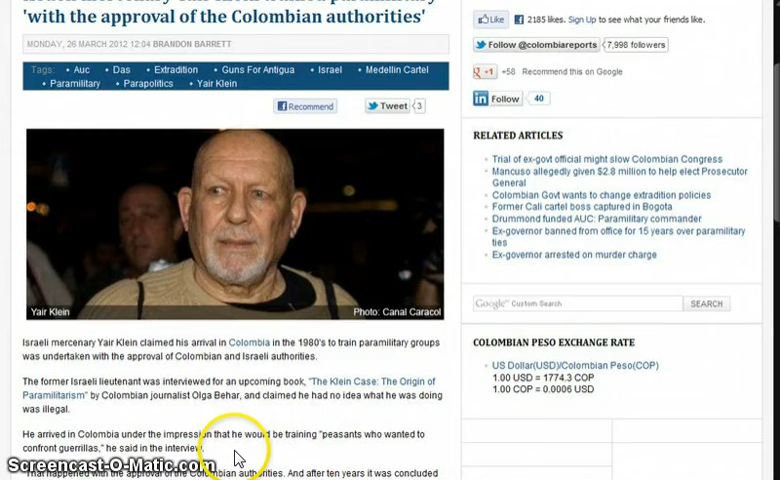 'with the approval of the Colombian authorities'
MONDAY, 26 MARCH 2012 12:04 BRANDON BARRETT
Tags: • Auc • Das • Extradition • Guns For Antigua • Israel • Medellin Cartel
• Paramilitary • Parapolitics • Yair Klein
Recommend
Tweet 3
Yair Klein
Photo: Canal Caracol
Israeli mercenary Yair Klein claimed his arrival in Colombia in the 1980's to train paramilitary groups
was undertaken with the approval of Colombian and Israeli authorities.
The former Israeli lieutenant was interviewed for an upcoming book, "The Klein Case: The Origin of
Paramilitarism" by Colombian journalist Olga Behar, and claimed he had no idea what he was doing
was illegal.
He arrived in Colombia under the impression that he would be training "peasants who wanted to
confront guerrillas," he said in the interview.
"That happened with the approval of the Colombian authorities. And after ten years it was concluded
Screencast-O-Matic.com
Like 2185 likes. Sign Up to see what your friends like.
Follow @colombiareports 7,998 followers
g +1 +58 Recommend this on Google
in Follow 40
RELATED ARTICLES
Trial of ex-govt official might slow Colombian Congress
Mancuso allegedly given $2.8 million to help elect Prosecutor
General
Colombian Govt wants to change extradition policies
Former Cali cartel boss captured in Bogota
Drummond funded AUC: Paramilitary commander
Ex-governor banned from office for 15 years over paramilitary
ties
Ex-governor arrested on murder charge
Google Custom Search
SEARCH
COLOMBIAN PESO EXCHANGE RATE
US Dollar(USD)/Colombian Peso(COP)
1.00 USD = 1774.3 COP
1.00 COP = 0.0006 USD